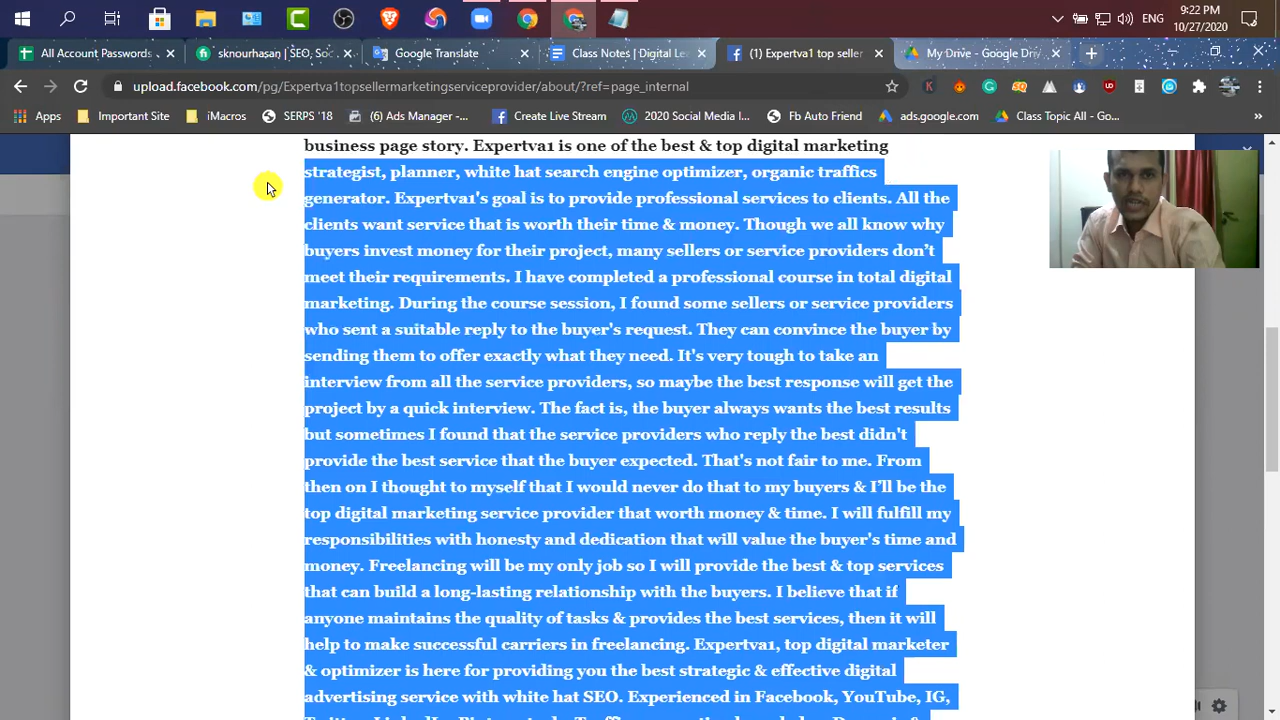 9:22 PM
ENG
10/27/2020
All Account Passwords
sknourhasan | SEO, Soc
Google Translate
Class Notes | Digital Le
(1) Expertva1 top seller
My Drive - Google Dri
upload.facebook.com/pg/Expertva1topsellermarketingserviceprovider/about/?ref=page_internal
Apps
Important Site
iMacros
SERPS '18
(6) Ads Manager -...
Create Live Stream
2020 Social Media I...
Fb Auto Friend
ads.google.com
Class Topic All - Go...
business page story. Expertva1 is one of the best & top digital marketing
strategist, planner, white hat search engine optimizer, organic traffics
generator. Expertva1's goal is to provide professional services to clients. All the
clients want service that is worth their time & money. Though we all know why
buyers invest money for their project, many sellers or service providers don't
meet their requirements. I have completed a professional course in total digital
marketing. During the course session, I found some sellers or service providers
who sent a suitable reply to the buyer's request. They can convince the buyer by
sending them to offer exactly what they need. It's very tough to take an
interview from all the service providers, so maybe the best response will get the
project by a quick interview. The fact is, the buyer always wants the best results
but sometimes I found that the service providers who reply the best didn't
provide the best service that the buyer expected. That's not fair to me. From
then on I thought to myself that I would never do that to my buyers & I'll be the
top digital marketing service provider that worth money & time. I will fulfill my
responsibilities with honesty and dedication that will value the buyer's time and
money. Freelancing will be my only job so I will provide the best & top services
that can build a long-lasting relationship with the buyers. I believe that if
anyone maintains the quality of tasks & provides the best services, then it will
help to make successful carriers in freelancing. Expertva1, top digital marketer
& optimizer is here for providing you the best strategic & effective digital
advertising service with white hat SEO. Experienced in Facebook, YouTube, IG,